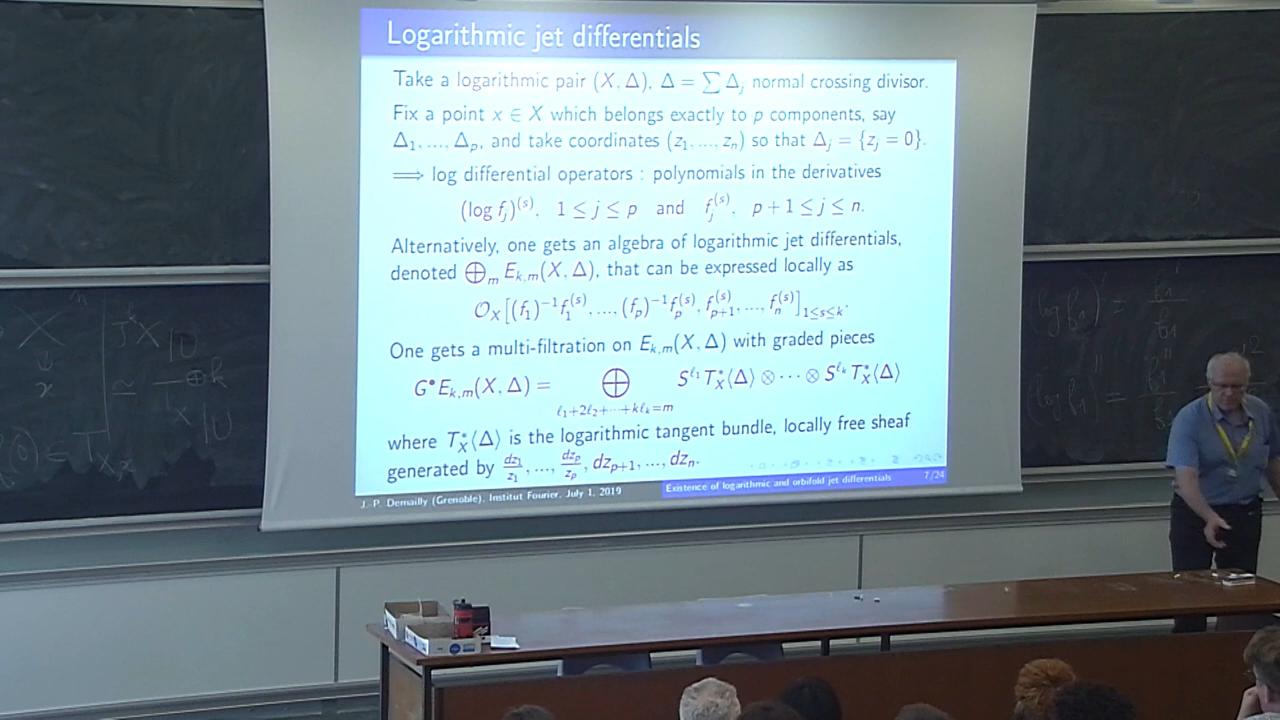 Logarithmic jet differentials
Take a logarithmic pair (X, Δ), Δ = ∑ Δ_j normal crossing divisor.
Fix a point x ∈ X which belongs exactly to p components, say
Δ_1, ..., Δ_p, and take coordinates (z_1, ..., z_n) so that Δ_j = {z_j = 0}.
⟹ log differential operators : polynomials in the derivatives
(log f_j)^(s), 1 ≤ j ≤ p and f_j^(s), p + 1 ≤ j ≤ n.
Alternatively, one gets an algebra of logarithmic jet differentials,
denoted ⊕_m E_{k,m}(X, Δ), that can be expressed locally as
O_X[(f_1)^{-1} f_1^(s), ..., (f_p)^{-1} f_p^(s), f_{p+1}^(s), ..., f_n^(s)]_{1≤s≤k}.
One gets a multi-filtration on E_{k,m}(X, Δ) with graded pieces
G^• E_{k,m}(X, Δ) = ⊕_{ℓ_1+2ℓ_2+···+kℓ_k=m} S^{ℓ_1} T*_X⟨Δ⟩ ⊗ ··· ⊗ S^{ℓ_k} T*_X⟨Δ⟩
where T*_X⟨Δ⟩ is the logarithmic tangent bundle, locally free sheaf
generated by dz_1/z_1, ..., dz_p/z_p, dz_{p+1}, ..., dz_n.
J.-P. Demailly (Grenoble), Institut Fourier, July 1, 2019
Existence of logarithmic and orbifold jet differentials
7/24